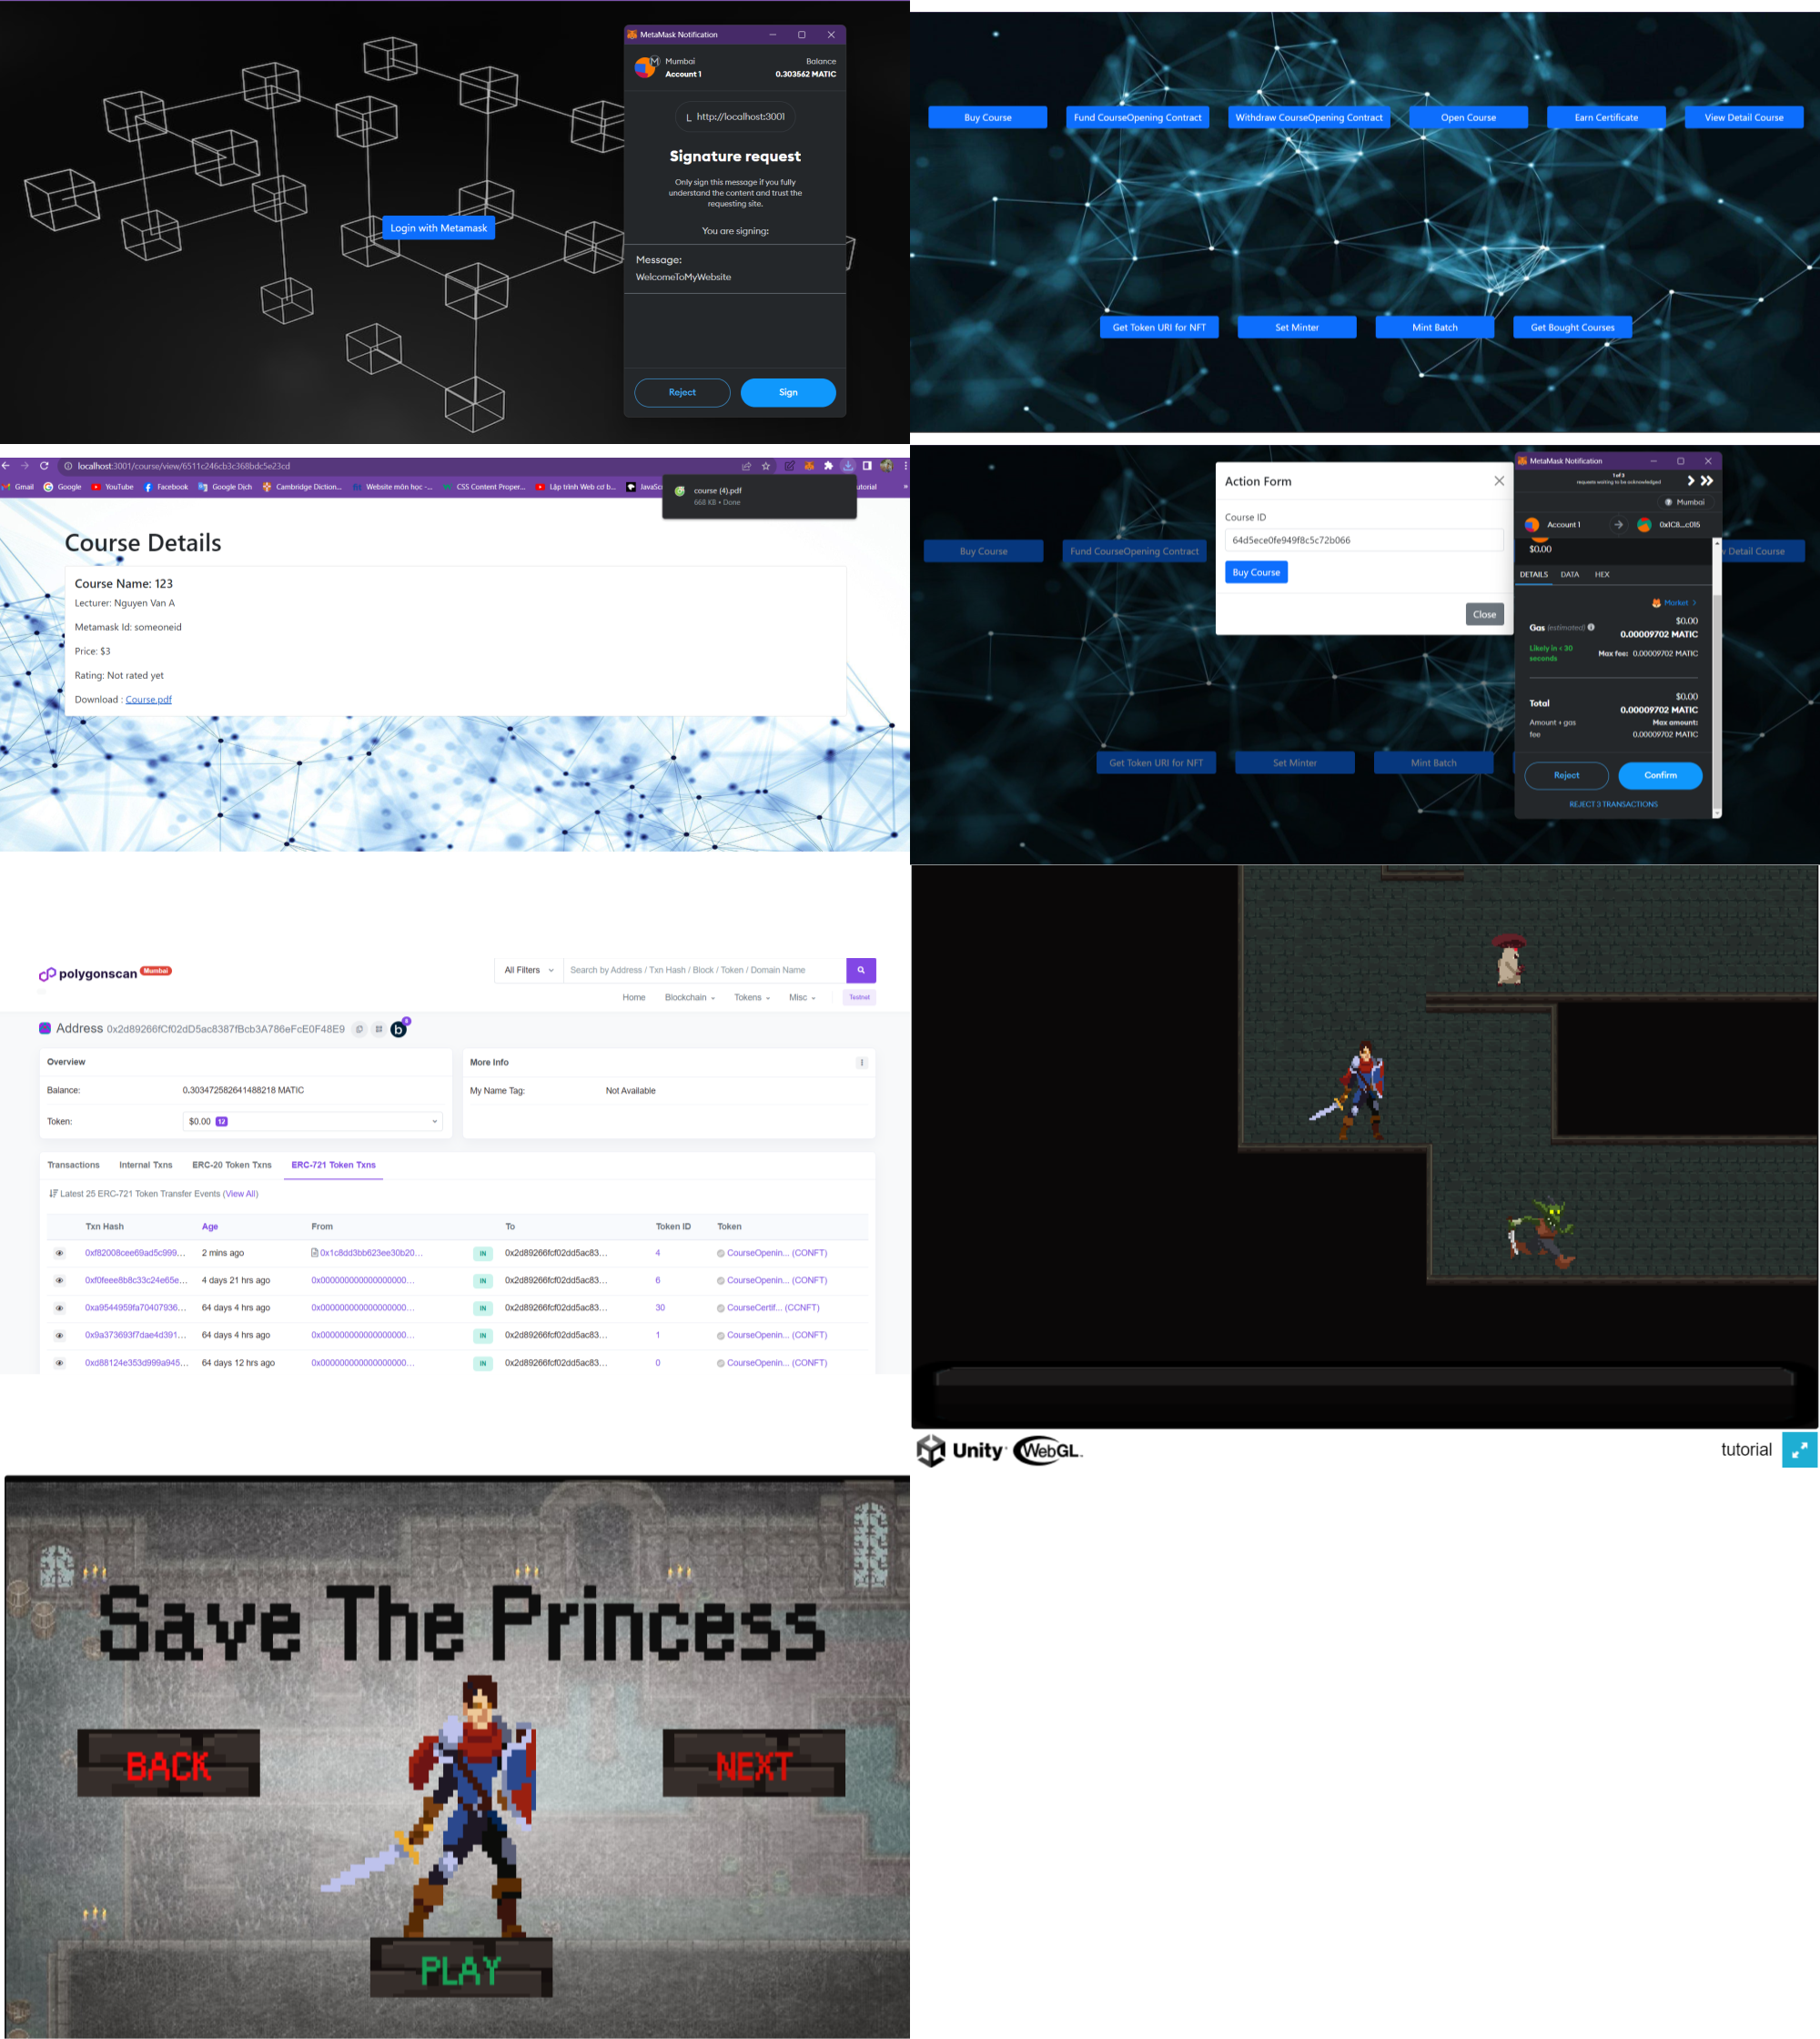 MetaMask Notification
Mumbai
Account 1
Balance
0.303562 MATIC
L http://localhost:3001
Signature request
Only sign this message if you fully
understand the content and trust the
requesting site.
You are signing:
Message:
WelcomeToMyWebsite
Reject
Sign
Login with Metamask
Buy Course
Fund CourseOpening Contract
Withdraw CourseOpening Contract
Open Course
Earn Certificate
View Detail Course
Get Token URI for NFT
Set Minter
Mint Batch
Get Bought Courses
localhost:3001/course/view/6511c246cb3c368bdc5e23cd
Gmail
Google
YouTube
Facebook
Google Dịch
Cambridge Diction...
Website môn học -...
CSS Content Proper...
Lập trình Web cơ b...
JavaSc
utorial
course (4).pdf
668 KB • Done
Course Details
Course Name: 123
Lecturer: Nguyen Van A
Metamask Id: someoneid
Price: $3
Rating: Not rated yet
Download : Course.pdf
Buy Course
Fund CourseOpening Contract
Get Token URI for NFT
Set Minter
Mint Batch
Action Form
Course ID
64d5ece0fe949f8c5c72b066
Buy Course
Close
MetaMask Notification
1 of 3
requests waiting to be acknowledged
Mumbai
Account 1
0x1C8...c015
$0.00
DETAILS
DATA
HEX
Market >
Gas (estimated)
$0.00
0.00009702 MATIC
Likely in < 30
seconds
Max fee: 0.00009702 MATIC
Total
$0.00
0.00009702 MATIC
Amount + gas
fee
Max amount:
0.00009702 MATIC
Reject
Confirm
REJECT 3 TRANSACTIONS
Detail Course
polygonscan Mumbai
All Filters
Search by Address / Txn Hash / Block / Token / Domain Name
Home
Blockchain
Tokens
Misc
Testnet
Address 0x2d89266fCf02dD5ac8387fBcb3A786eFcE0F48E9
Overview
Balance:
0.303472582641488218 MATIC
Token:
$0.00 12
More Info
My Name Tag:
Not Available
Transactions
Internal Txns
ERC-20 Token Txns
ERC-721 Token Txns
Latest 25 ERC-721 Token Transfer Events (View All)
Txn Hash Age From To Token ID Token
0xf82008cee69ad5c999... 2 mins ago 0x1c8dd3bb623ee30b20... IN 0x2d89266fcf02dd5ac83... 4 CourseOpenin... (CONFT)
0xf0feee8b8c33c24e65e... 4 days 21 hrs ago 0x000000000000000000... IN 0x2d89266fcf02dd5ac83... 6 CourseOpenin... (CONFT)
0xa9544959fa70407936... 64 days 4 hrs ago 0x000000000000000000... IN 0x2d89266fcf02dd5ac83... 30 CourseCertif... (CCNFT)
0x9a373693f7dae4d391... 64 days 4 hrs ago 0x000000000000000000... IN 0x2d89266fcf02dd5ac83... 1 CourseOpenin... (CONFT)
0xd88124e353d999a945... 64 days 12 hrs ago 0x000000000000000000... IN 0x2d89266fcf02dd5ac83... 0 CourseOpenin... (CONFT)
Unity WebGL
tutorial
Save The Princess
BACK
NEXT
PLAY